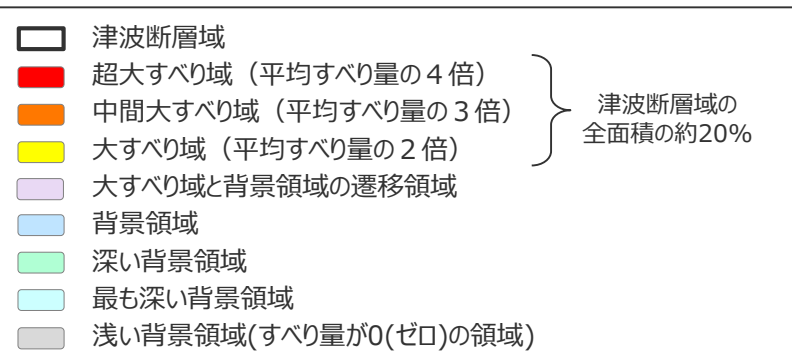 津波断層域
超大すべり域（平均すべり量の４倍）
中間大すべり域（平均すべり量の３倍）
大すべり域（平均すべり量の２倍）
津波断層域の
全面積の約20%
大すべり域と背景領域の遷移領域
背景領域
深い背景領域
最も深い背景領域
浅い背景領域(すべり量が0(ゼロ)の領域)